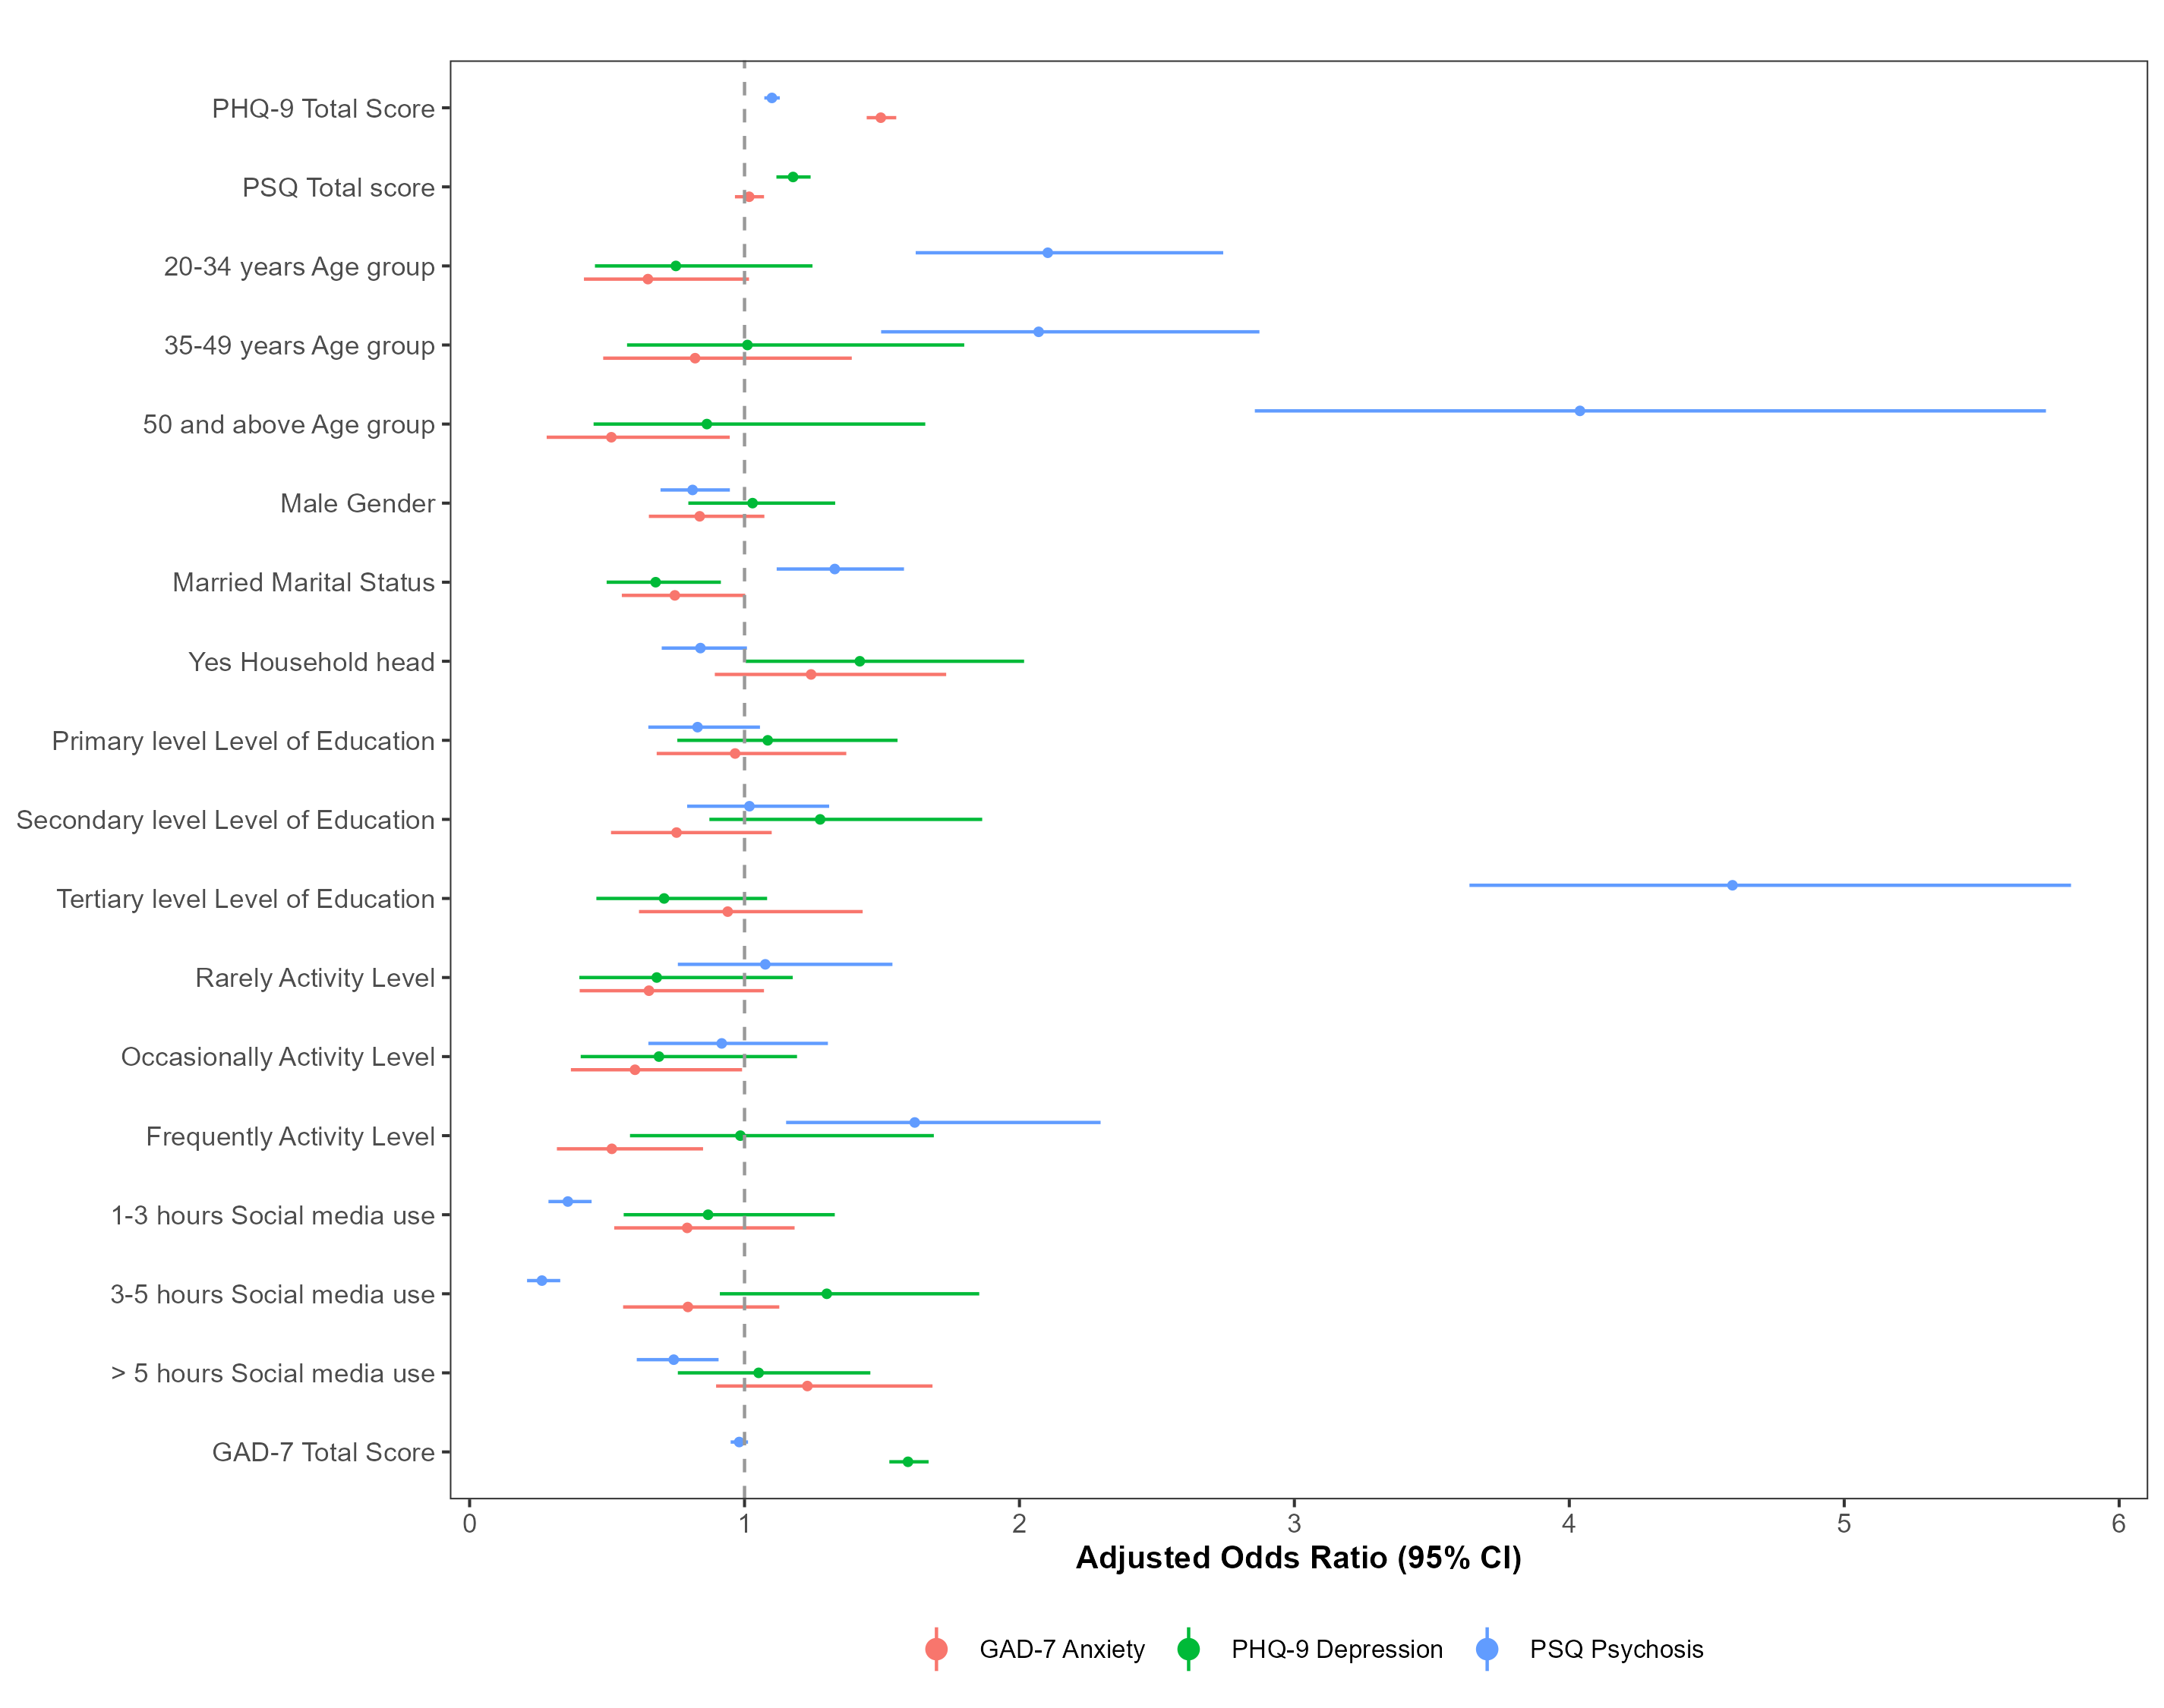 PHQ-9 Total Score
PSQ Total score
20-34 years Age group
35-49 years Age group
50 and above Age group
Male Gender
Married Marital Status
Yes Household head
Primary level Level of Education
Secondary level Level of Education
Tertiary level Level of Education
Rarely Activity Level
Occasionally Activity Level
Frequently Activity Level
1-3 hours Social media use
3-5 hours Social media use
> 5 hours Social media use
GAD-7 Total Score
0 1 2 3 4 5 6
Adjusted Odds Ratio (95% CI)
GAD-7 Anxiety PHQ-9 Depression PSQ Psychosis